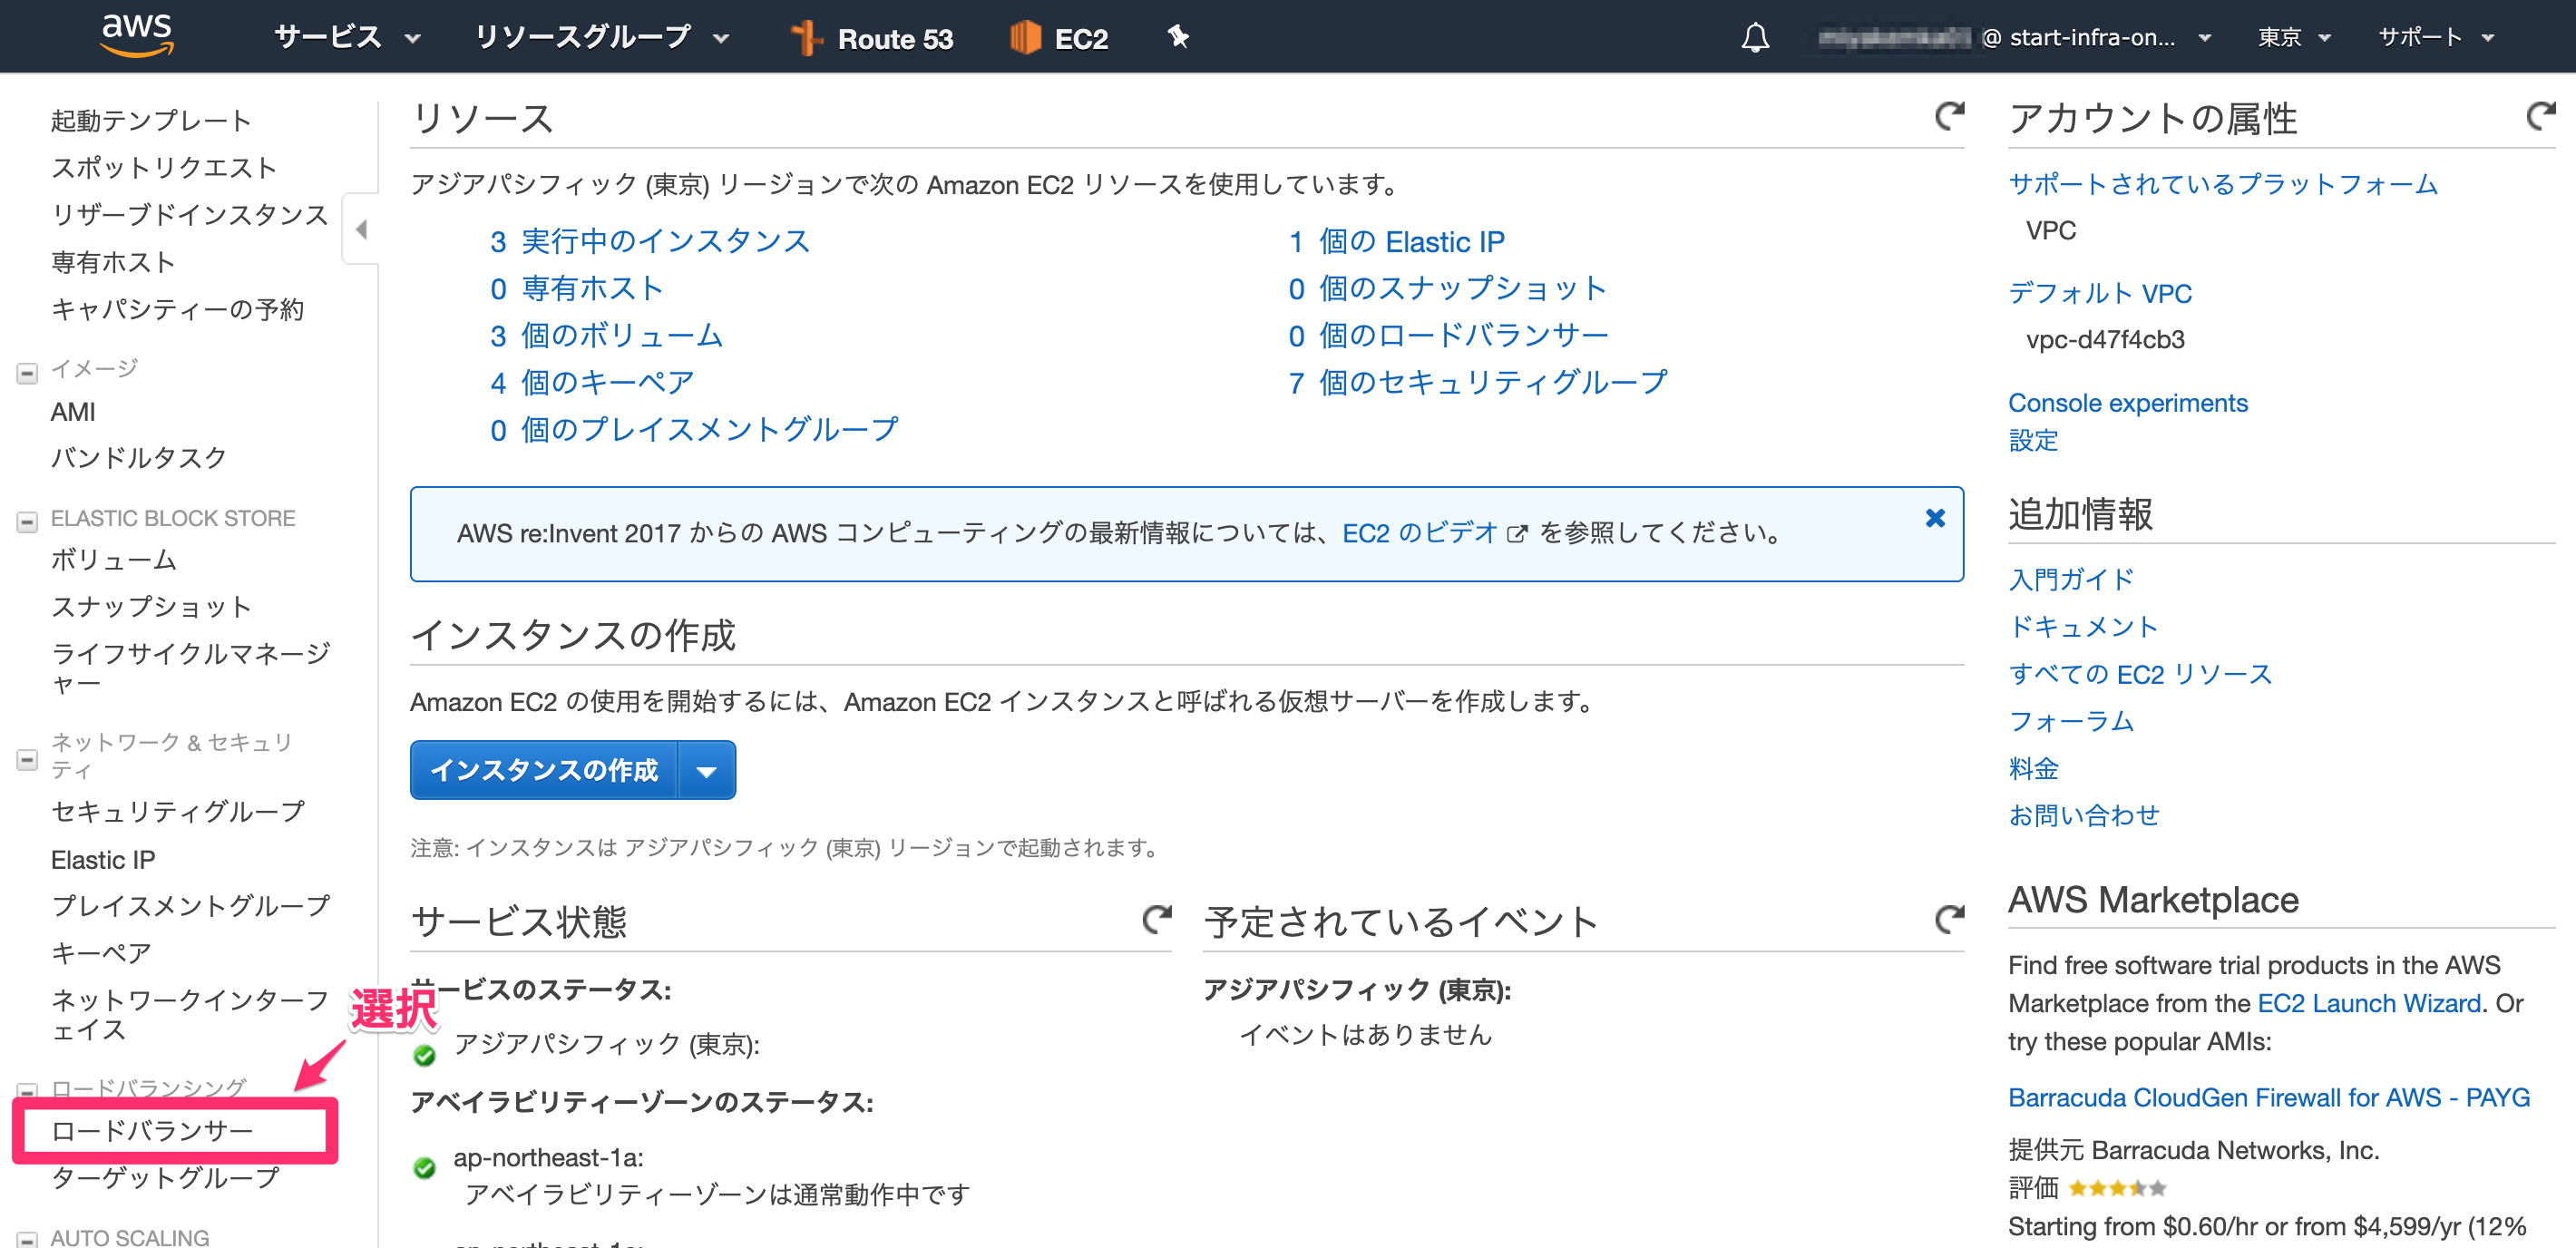 aws サービス リソースグループ Route 53 EC2 @ start-infra-on... 東京 サポート
起動テンプレート
スポットリクエスト
リザーブドインスタンス
専有ホスト
キャパシティーの予約
イメージ
AMI
バンドルタスク
ELASTIC BLOCK STORE
ボリューム
スナップショット
ライフサイクルマネージ
ャー
ネットワーク & セキュリ
ティ
セキュリティグループ
Elastic IP
プレイスメントグループ
キーペア
ネットワークインターフ
ェイス
選択
ロードバランシング
ロードバランサー
ターゲットグループ
AUTO SCALING
リソース
アジアパシフィック (東京) リージョンで次の Amazon EC2 リソースを使用しています。
3 実行中のインスタンス
0 専有ホスト
3 個のボリューム
4 個のキーペア
0 個のプレイスメントグループ
1 個の Elastic IP
0 個のスナップショット
0 個のロードバランサー
7 個のセキュリティグループ
AWS re:Invent 2017 からの AWS コンピューティングの最新情報については、EC2 のビデオ を参照してください。
インスタンスの作成
Amazon EC2 の使用を開始するには、Amazon EC2 インスタンスと呼ばれる仮想サーバーを作成します。
インスタンスの作成
注意: インスタンスは アジアパシフィック (東京) リージョンで起動されます。
サービス状態
サービスのステータス:
アジアパシフィック (東京):
アベイラビリティーゾーンのステータス:
ap-northeast-1a:
アベイラビリティーゾーンは通常動作中です
予定されているイベント
アジアパシフィック (東京):
イベントはありません
アカウントの属性
サポートされているプラットフォーム
VPC
デフォルト VPC
vpc-d47f4cb3
Console experiments
設定
追加情報
入門ガイド
ドキュメント
すべての EC2 リソース
フォーラム
料金
お問い合わせ
AWS Marketplace
Find free software trial products in the AWS
Marketplace from the EC2 Launch Wizard. Or
try these popular AMIs:
Barracuda CloudGen Firewall for AWS - PAYG
提供元 Barracuda Networks, Inc.
評価
Starting from $0.60/hr or from $4,599/yr (12%